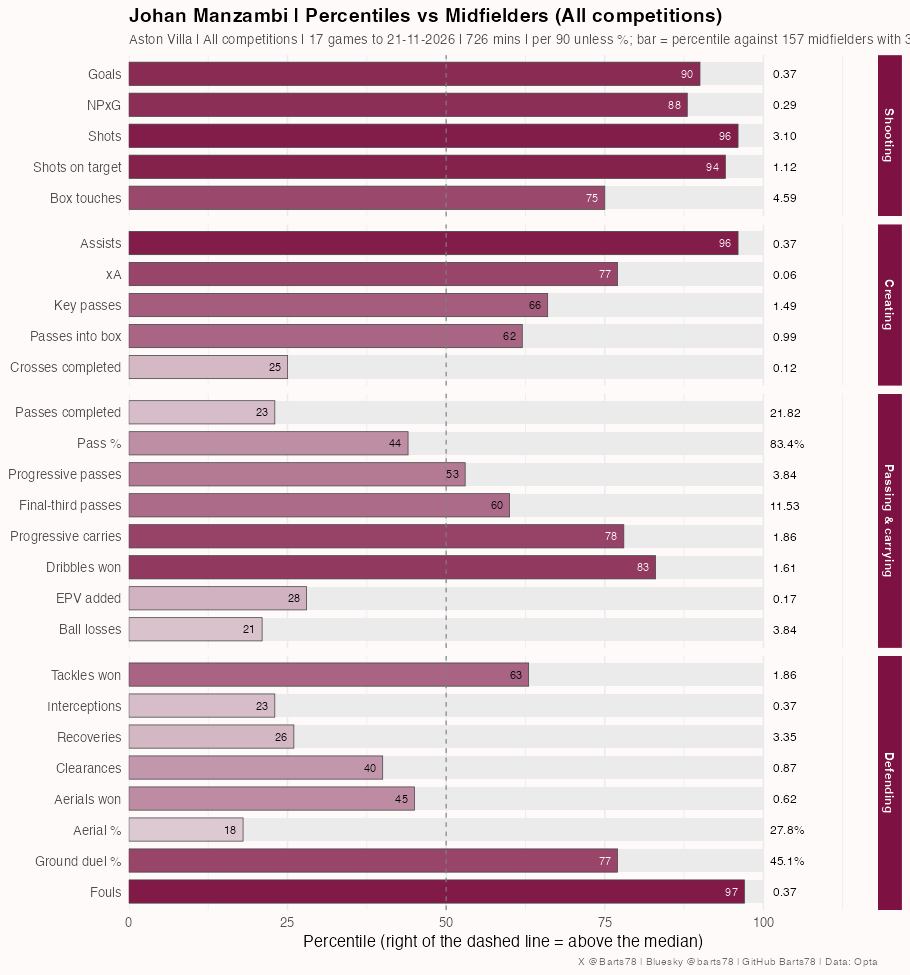 Johan Manzambi | Percentiles vs Midfielders (All competitions)
Aston Villa | All competitions | 17 games to 21-11-2026 | 726 mins | per 90 unless %; bar = percentile against 157 midfielders with 3
Goals 90 0.37
NPxG 88 0.29
Shots 96 3.10
Shots on target 94 1.12
Box touches 75 4.59
Shooting
Assists 96 0.37
xA 77 0.06
Key passes 66 1.49
Passes into box 62 0.99
Crosses completed 25 0.12
Creating
Passes completed 23 21.82
Pass % 44 83.4%
Progressive passes 53 3.84
Final-third passes 60 11.53
Progressive carries 78 1.86
Dribbles won 83 1.61
EPV added 28 0.17
Ball losses 21 3.84
Passing & carrying
Tackles won 63 1.86
Interceptions 23 0.37
Recoveries 26 3.35
Clearances 40 0.87
Aerials won 45 0.62
Aerial % 18 27.8%
Ground duel % 77 45.1%
Fouls 97 0.37
Defending
0 25 50 75 100
Percentile (right of the dashed line = above the median)
X @Barts78 | Bluesky @barts78 | GitHub Barts78 | Data: Opta